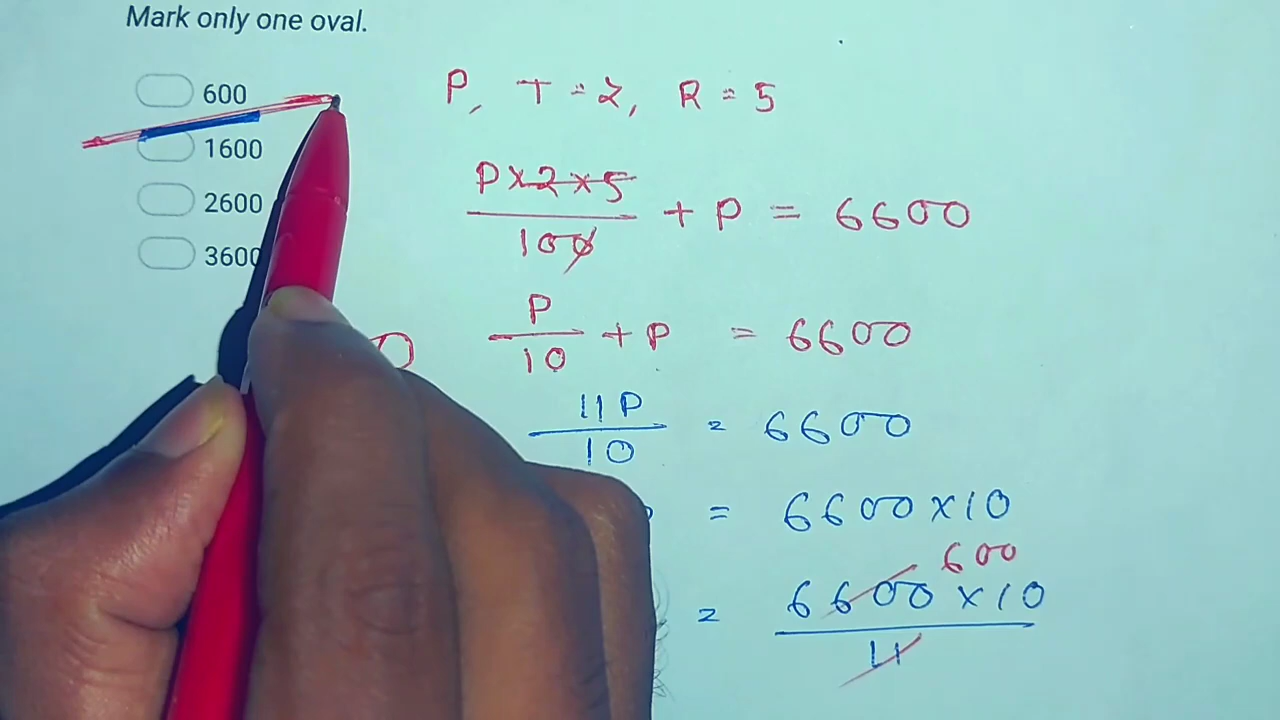 Mark only one oval.
600
1600
2600
3600
P, T = 2, R = 5
P×2×5
100
+ P = 6600
P
10
+ P = 6600
11P
10
= 6600
= 6600×10
600
= 6600×10
11